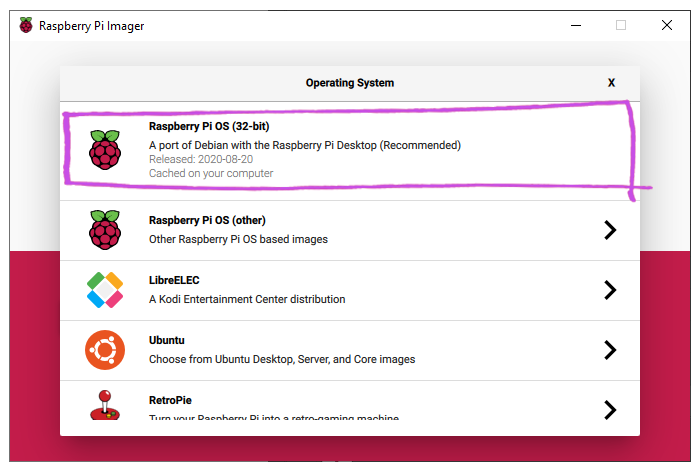 Raspberry Pi Imager
Operating System X
Raspberry Pi OS (32-bit)
A port of Debian with the Raspberry Pi Desktop (Recommended)
Released: 2020-08-20
Cached on your computer
Raspberry Pi OS (other)
Other Raspberry Pi OS based images
LibreELEC
A Kodi Entertainment Center distribution
Ubuntu
Choose from Ubuntu Desktop, Server, and Core images
RetroPie
Turn your Raspberry Pi into a retro-gaming machine